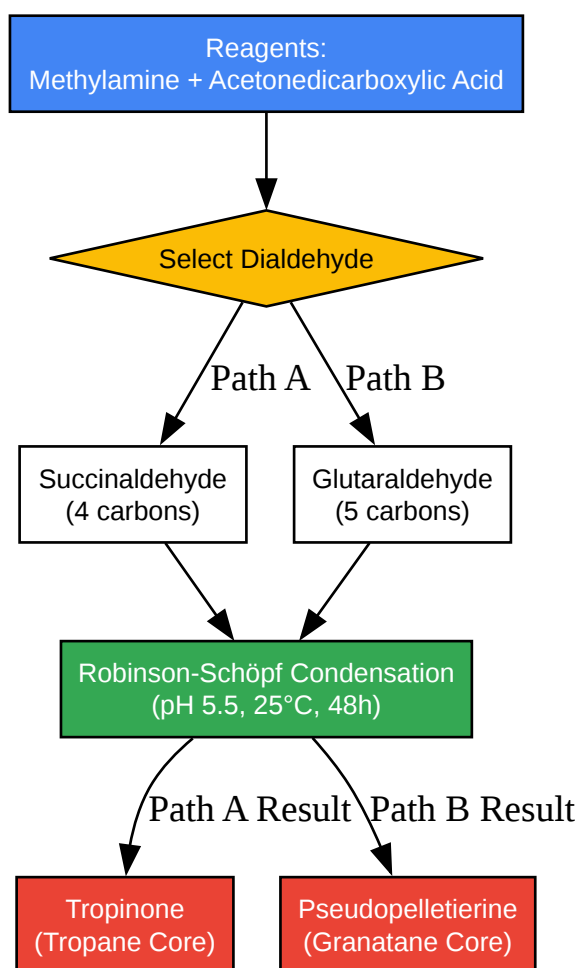 Reagents:
Methylamine + Acetonedicarboxylic Acid
Select Dialdehyde
Path A
Path B
Succinaldehyde
(4 carbons)
Glutaraldehyde
(5 carbons)
Robinson-Schöpf Condensation
(pH 5.5, 25°C, 48h)
Path A Result
Path B Result
Tropinone
(Tropane Core)
Pseudopelletierine
(Granatane Core)